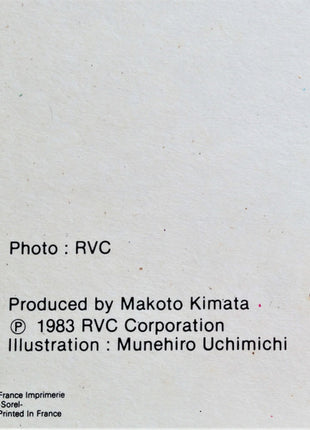 Photo : RVC
Produced by Makoto Kimata
℗ 1983 RVC Corporation
Illustration : Munehiro Uchimichi
France Imprimerie
-Sorel-
Printed In France